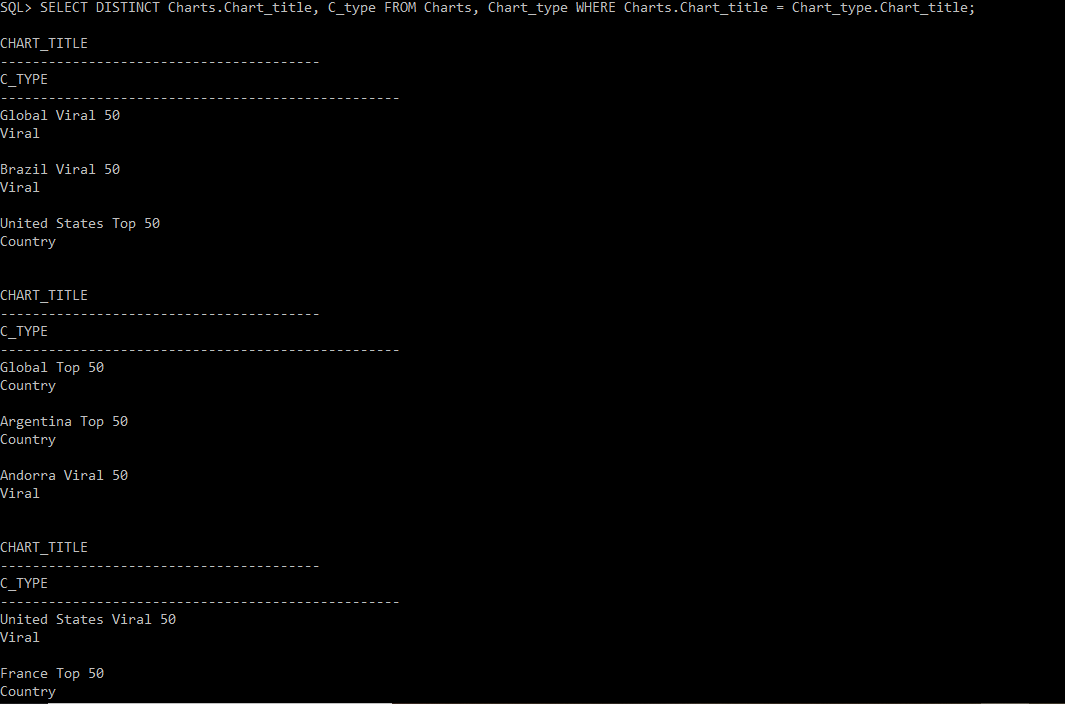 SQL> SELECT DISTINCT Charts.Chart_title, C_type FROM Charts, Chart_type WHERE Charts.Chart_title = Chart_type.Chart_title;
CHART_TITLE
----------------------------------------
C_TYPE
--------------------------------------------------
Global Viral 50
Viral
Brazil Viral 50
Viral
United States Top 50
Country
CHART_TITLE
----------------------------------------
C_TYPE
--------------------------------------------------
Global Top 50
Country
Argentina Top 50
Country
Andorra Viral 50
Viral
CHART_TITLE
----------------------------------------
C_TYPE
--------------------------------------------------
United States Viral 50
Viral
France Top 50
Country